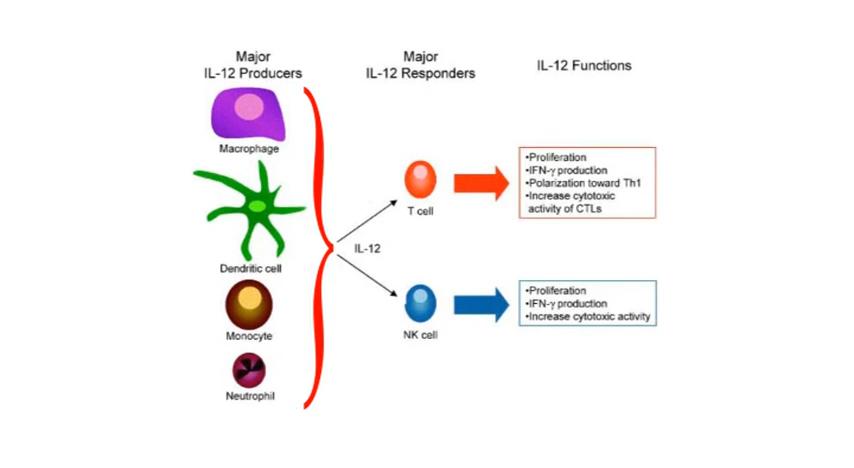 Major
IL-12 Producers
Major
IL-12 Responders
IL-12 Functions
Macrophage
Dendritic cell
Monocyte
Neutrophil
IL-12
T cell
NK cell
•Proliferation
•IFN-γ production
•Polarization toward Th1
•Increase cytotoxic
activity of CTLs
•Proliferation
•IFN-γ production
•Increase cytotoxic activity